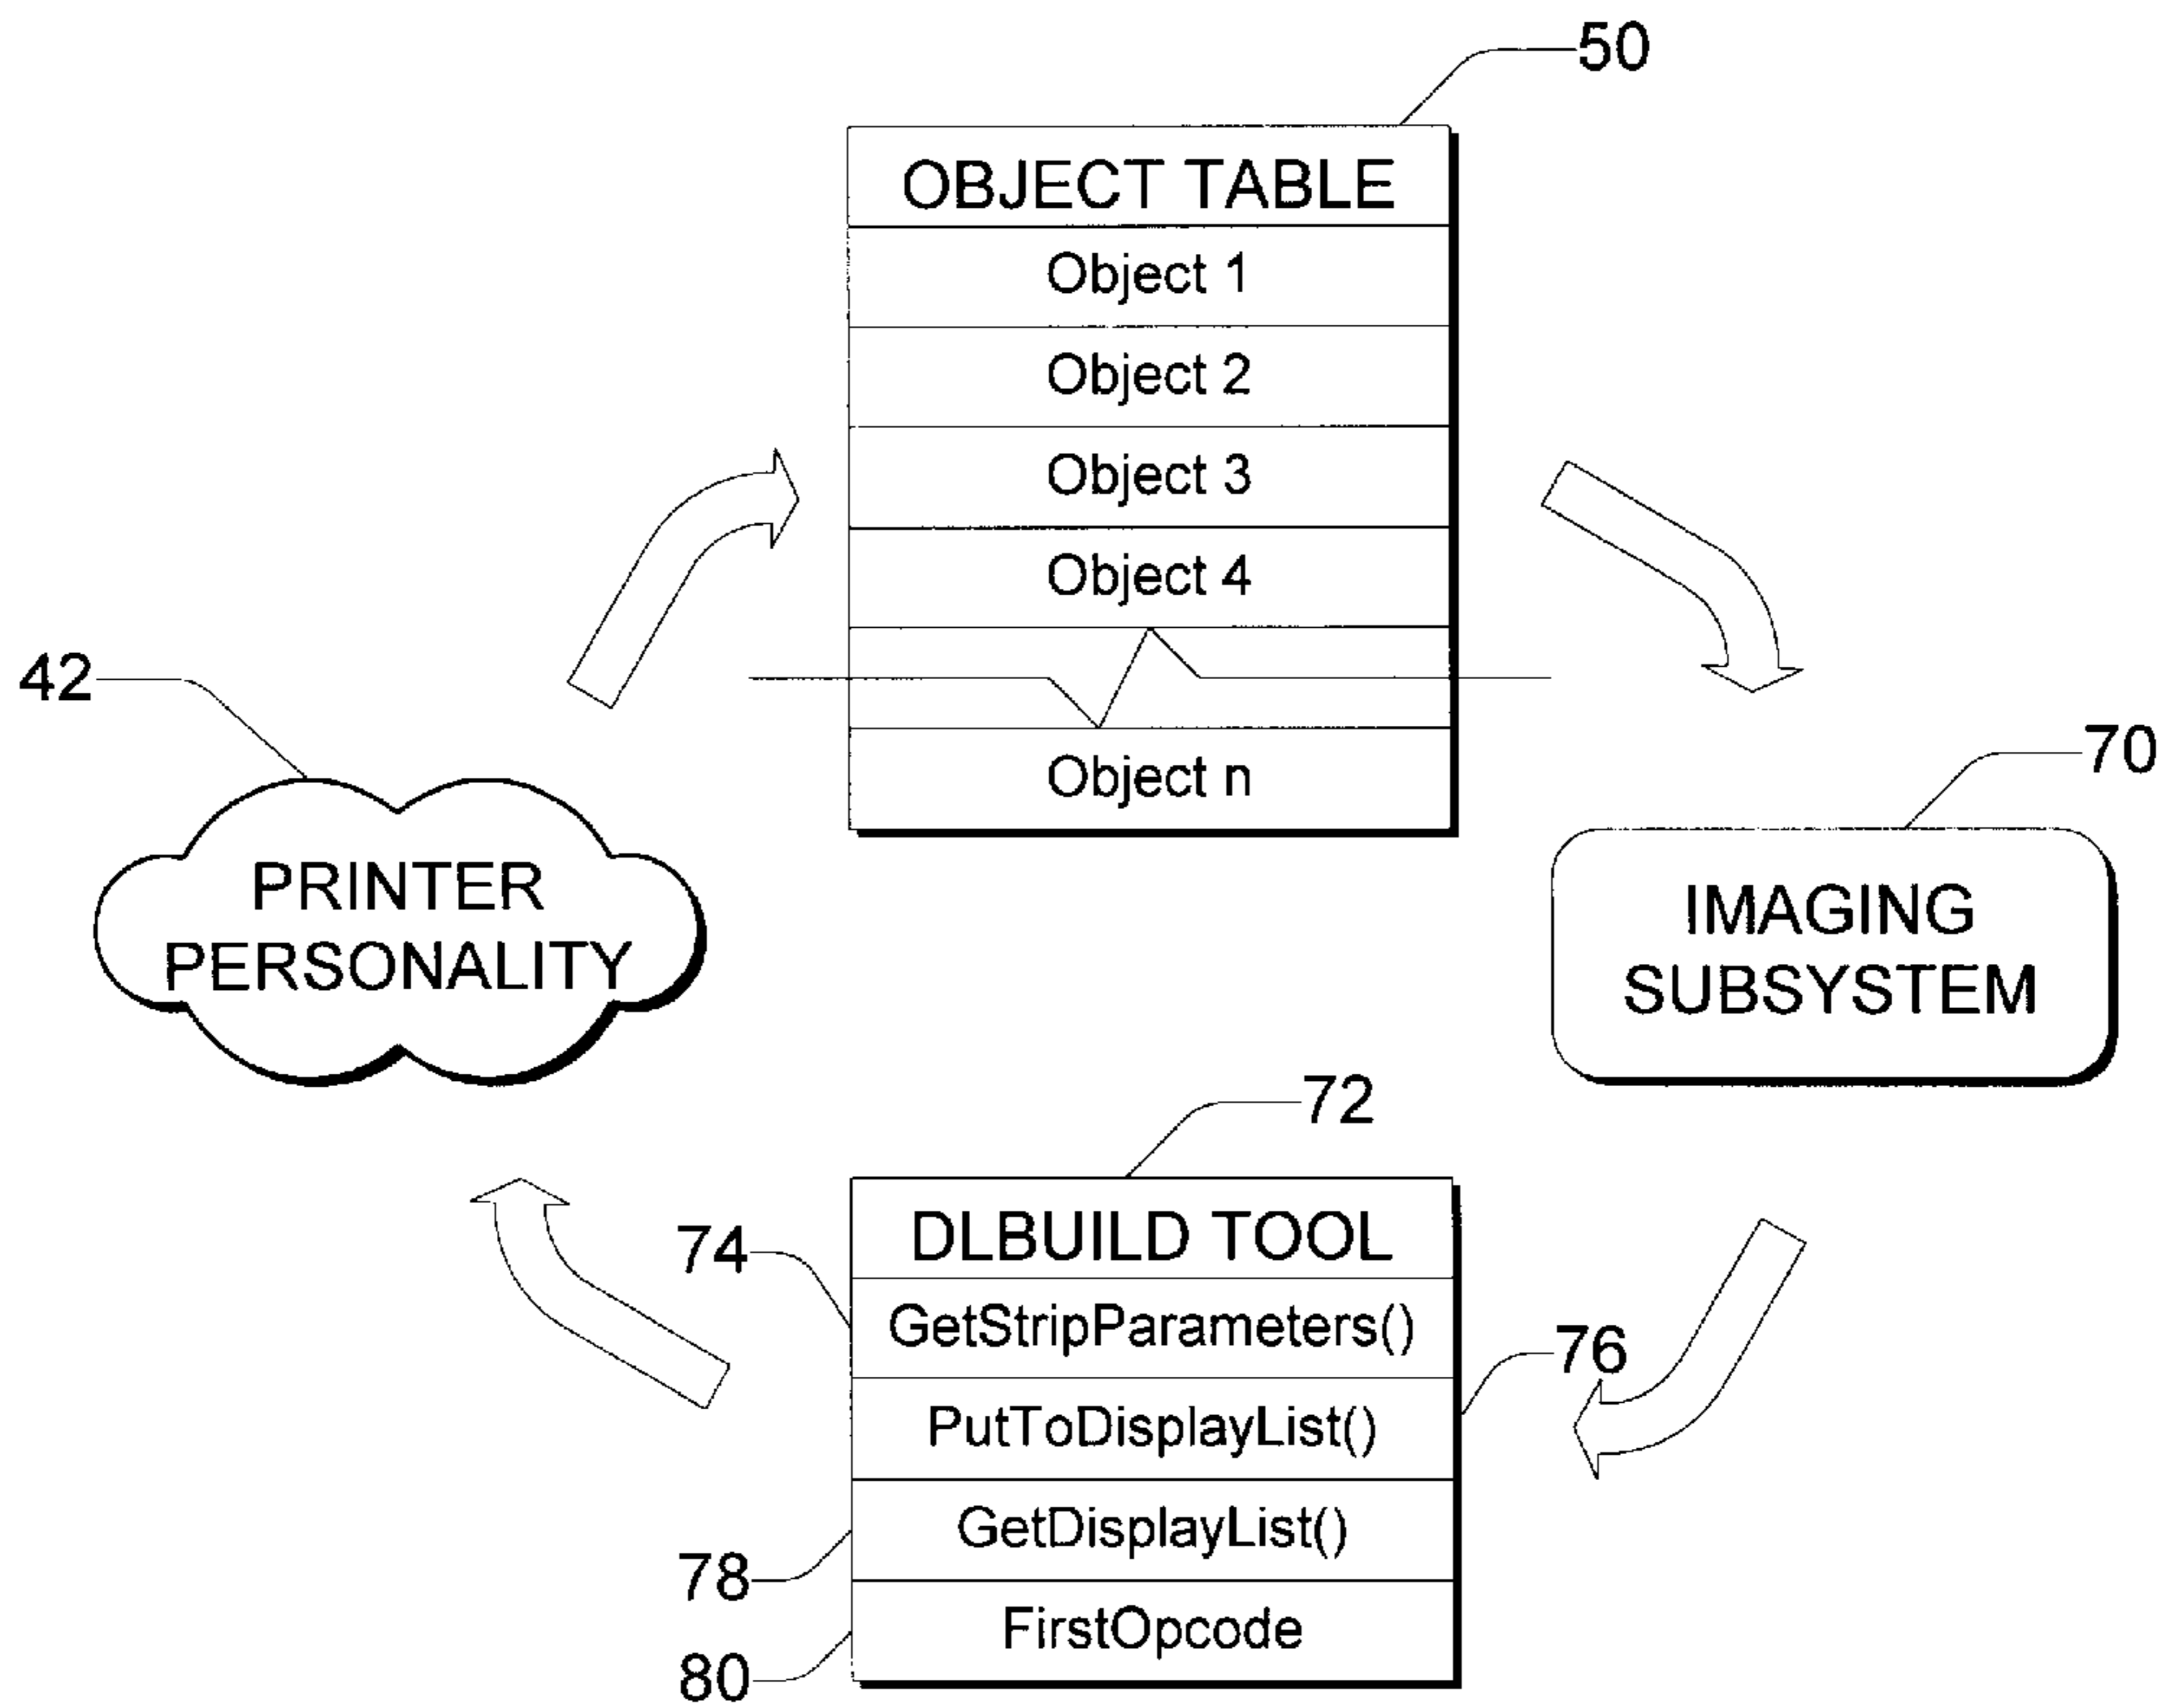 50
OBJECT TABLE
Object 1
Object 2
Object 3
Object 4
Object n
42
PRINTER
PERSONALITY
70
IMAGING
SUBSYSTEM
72
DLBUILD TOOL
74
GetStripParameters()
76
PutToDisplayList()
GetDisplayList()
78
FirstOpcode
80